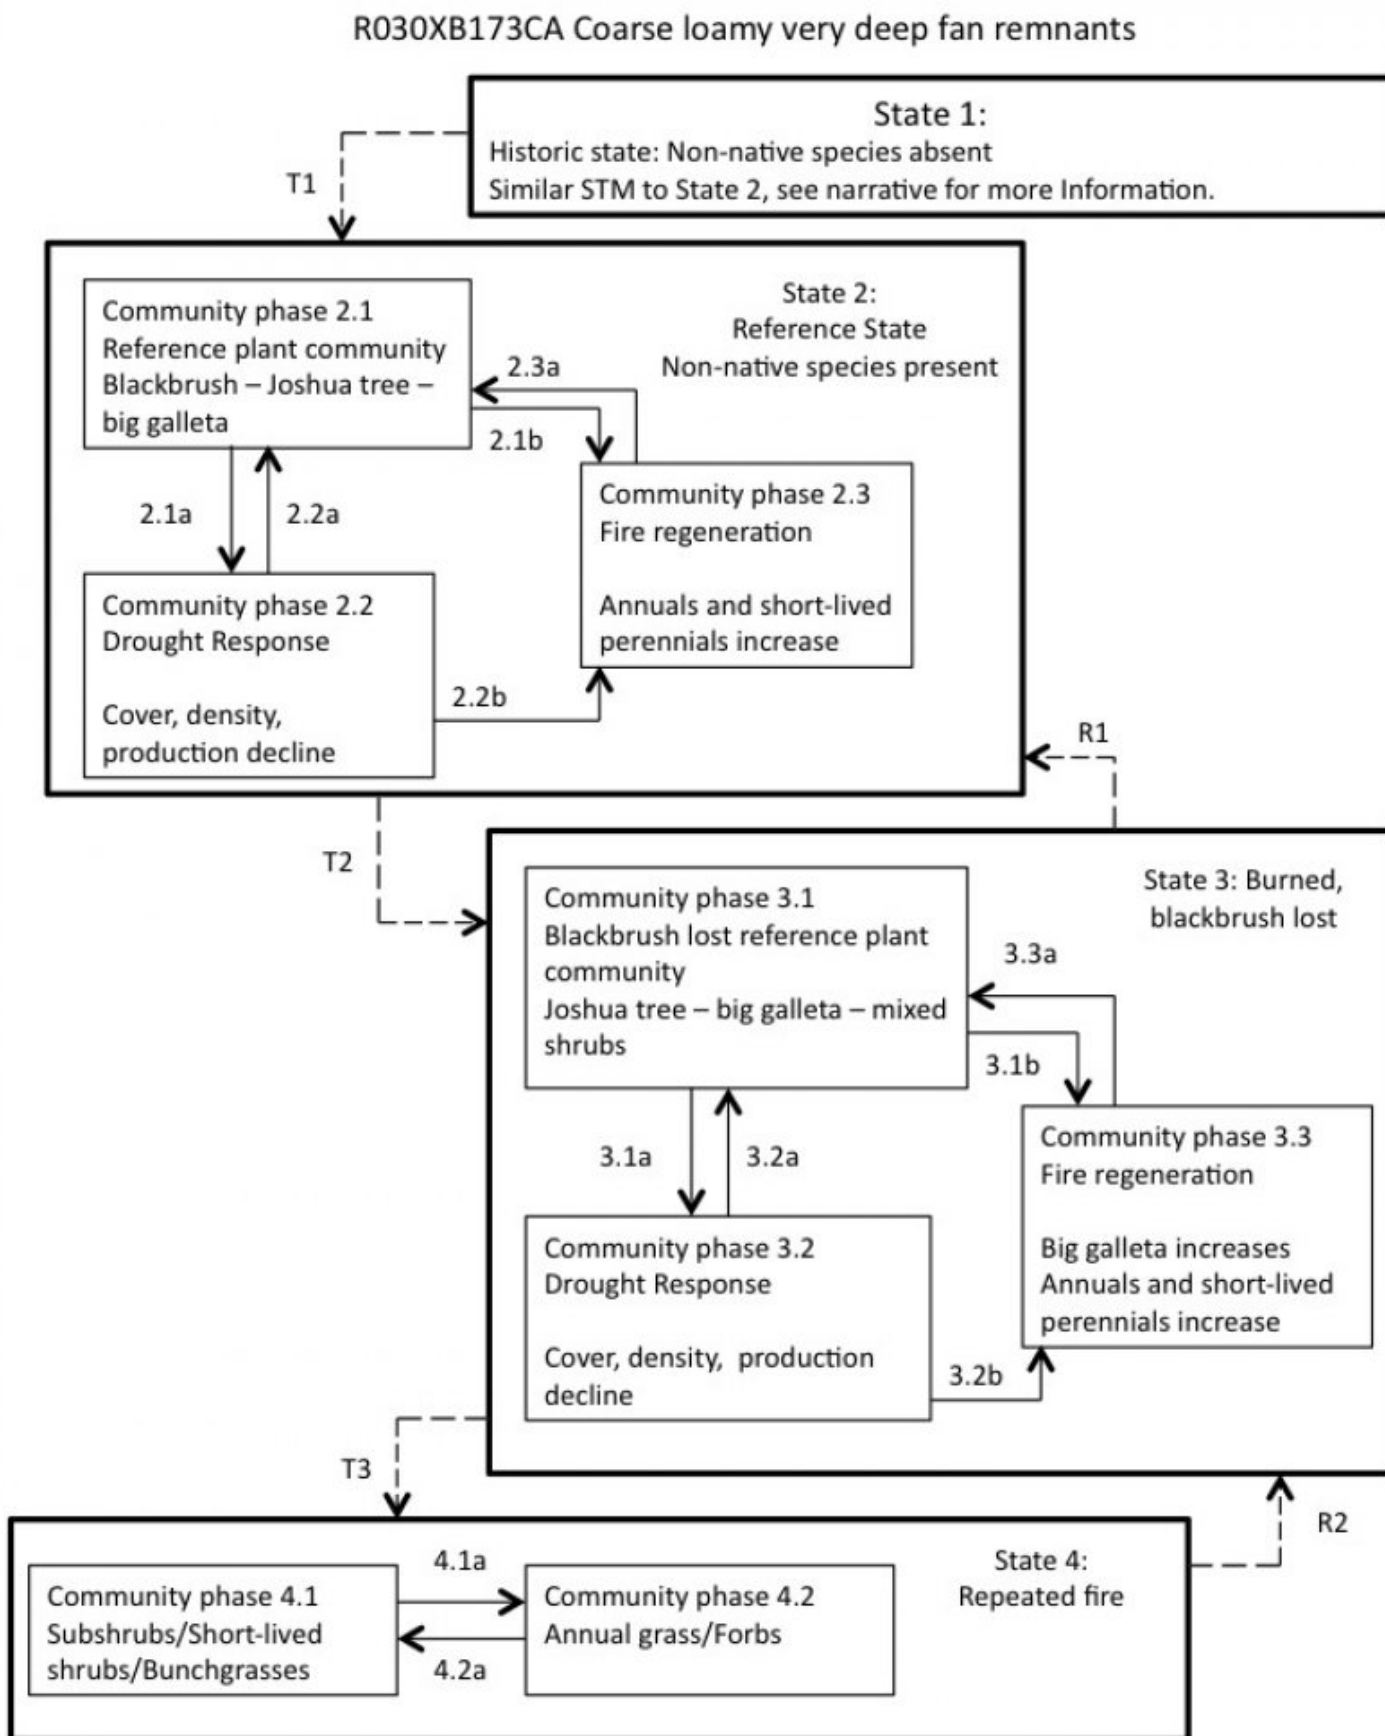 R030XB173CA Coarse loamy very deep fan remnants
State 1:
Historic state: Non-native species absent
Similar STM to State 2, see narrative for more Information.
T1
Community phase 2.1
Reference plant community
Blackbrush – Joshua tree –
big galleta
State 2:
Reference State
Non-native species present
2.3a
2.1b
2.1a
2.2a
Community phase 2.3
Fire regeneration
Annuals and short-lived
perennials increase
Community phase 2.2
Drought Response
Cover, density,
production decline
2.2b
R1
T2
Community phase 3.1
Blackbrush lost reference plant
community
Joshua tree – big galleta – mixed
shrubs
State 3: Burned,
blackbrush lost
3.3a
3.1b
3.1a
3.2a
Community phase 3.3
Fire regeneration
Big galleta increases
Annuals and short-lived
perennials increase
Community phase 3.2
Drought Response
Cover, density, production
decline
3.2b
T3
R2
Community phase 4.1
Subshrubs/Short-lived
shrubs/Bunchgrasses
4.1a
4.2a
Community phase 4.2
Annual grass/Forbs
State 4:
Repeated fire